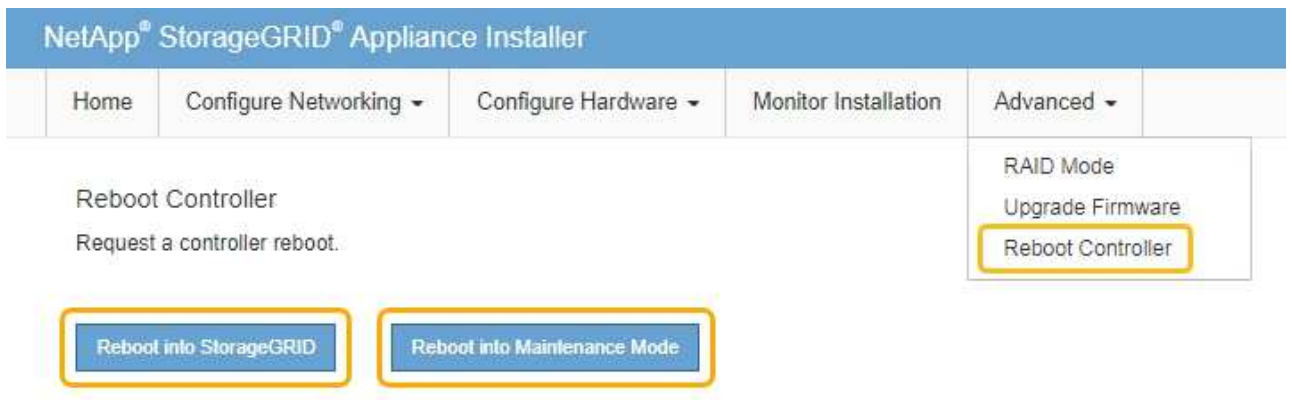 NetApp® StorageGRID® Appliance Installer
Home Configure Networking Configure Hardware Monitor Installation Advanced
RAID Mode
Upgrade Firmware
Reboot Controller
Reboot Controller
Request a controller reboot.
Reboot into StorageGRID Reboot into Maintenance Mode